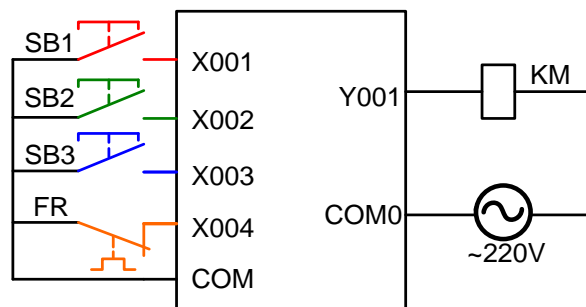 SB1
X001
SB2
X002
SB3
X003
FR
X004
COM
Y001
KM
COM0
~220V